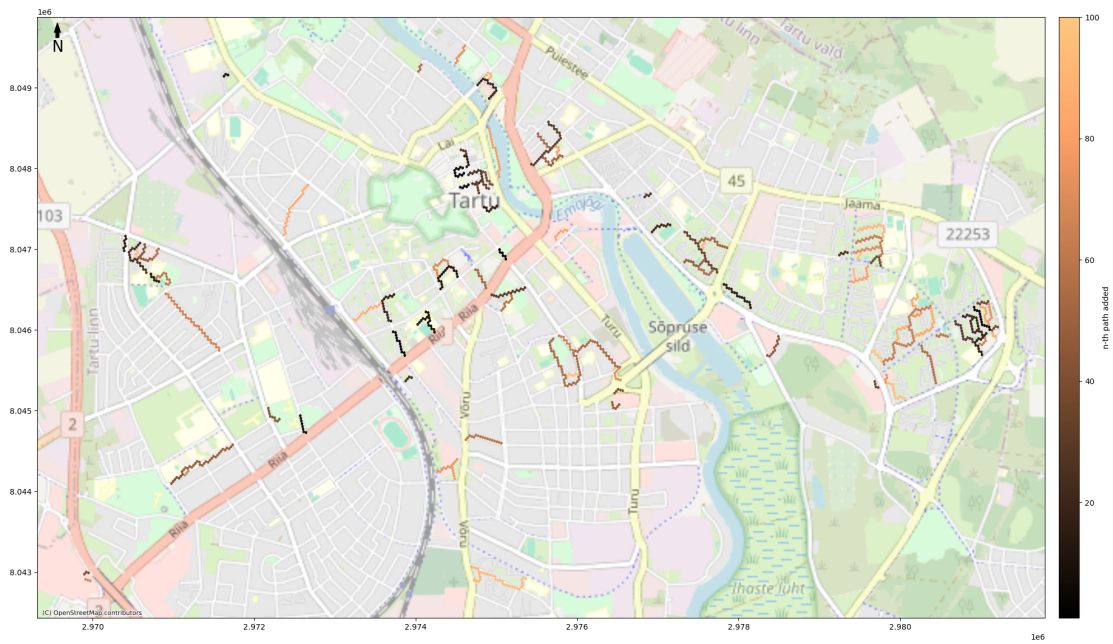 1e6
N
Puiestee
Tartu linn
Tartu vald
Lai
Tartu
45
Emajõgi
Jaama
103
22253
8.049
8.048
8.047
8.046
8.045
8.044
8.043
Tartu linn
Riia
Riia
Turu
Sõpruse
sild
2
Võru
Riia
Riia
Turu
Võru
Ihaste luht
(C) OpenStreetMap contributors
2.970
2.972
2.974
2.976
2.978
2.980
1e6
100
80
60
40
20
n-th path added